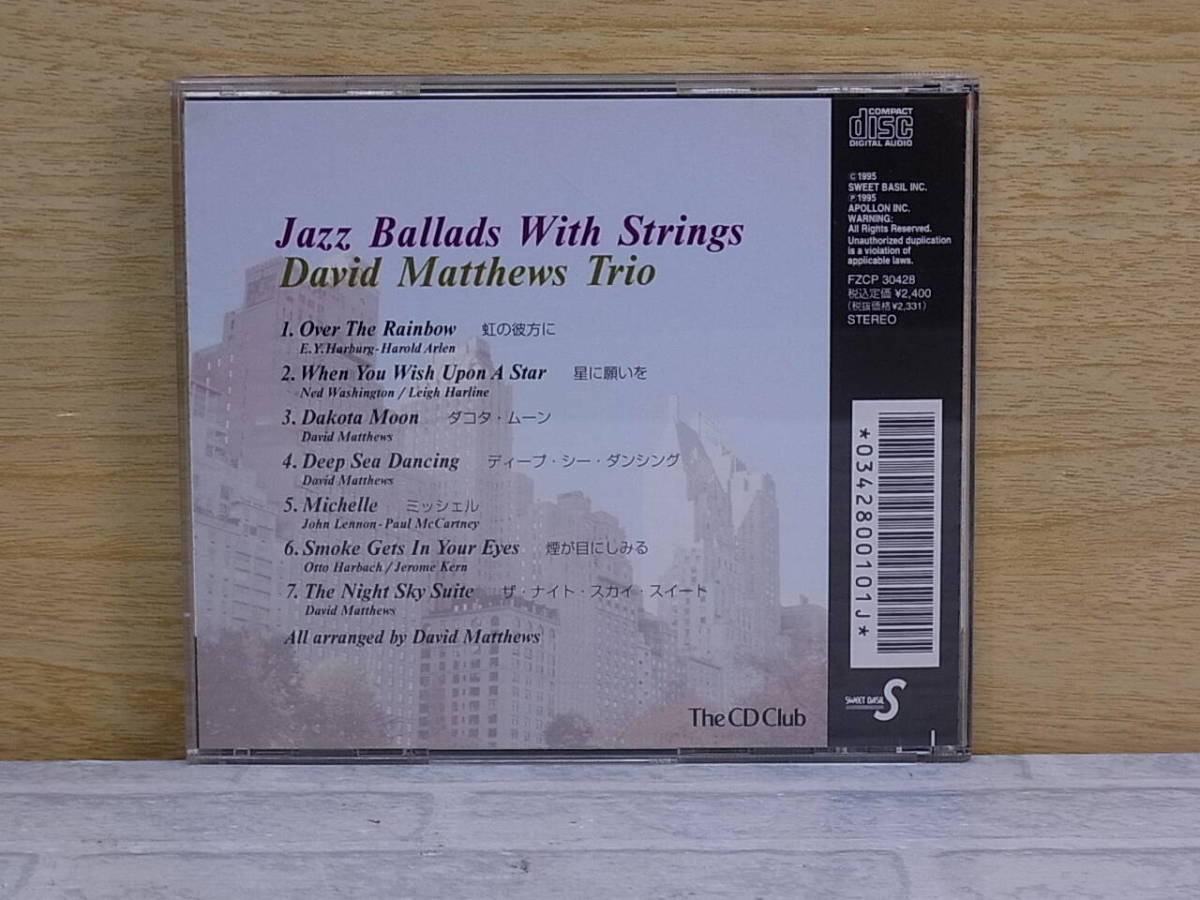 Jazz Ballads With Strings
David Matthews Trio
1. Over The Rainbow 虹の彼方に
E.Y.Harburg-Harold Arlen
2. When You Wish Upon A Star 星に願いを
Ned Washington / Leigh Harline
3. Dakota Moon ダコタ・ムーン
David Matthews
4. Deep Sea Dancing ディープ・シー・ダンシング
David Matthews
5. Michelle ミッシェル
John Lennon-Paul McCartney
6. Smoke Gets In Your Eyes 煙が目にしみる
Otto Harbach / Jerome Kern
7. The Night Sky Suite ザ・ナイト・スカイ・スイート
David Matthews
All arranged by David Matthews
The CD Club
COMPACT
disc
DIGITAL AUDIO
Ⓒ1995
SWEET BASIL INC.
Ⓟ1995
APOLLON INC.
WARNING:
All Rights Reserved.
Unauthorized duplication
is a violation of
applicable laws.
FZCP 30428
税込定価 ¥2,400
(税抜価格¥2,331)
STEREO
*0342800101J*
SWEET BASIL S